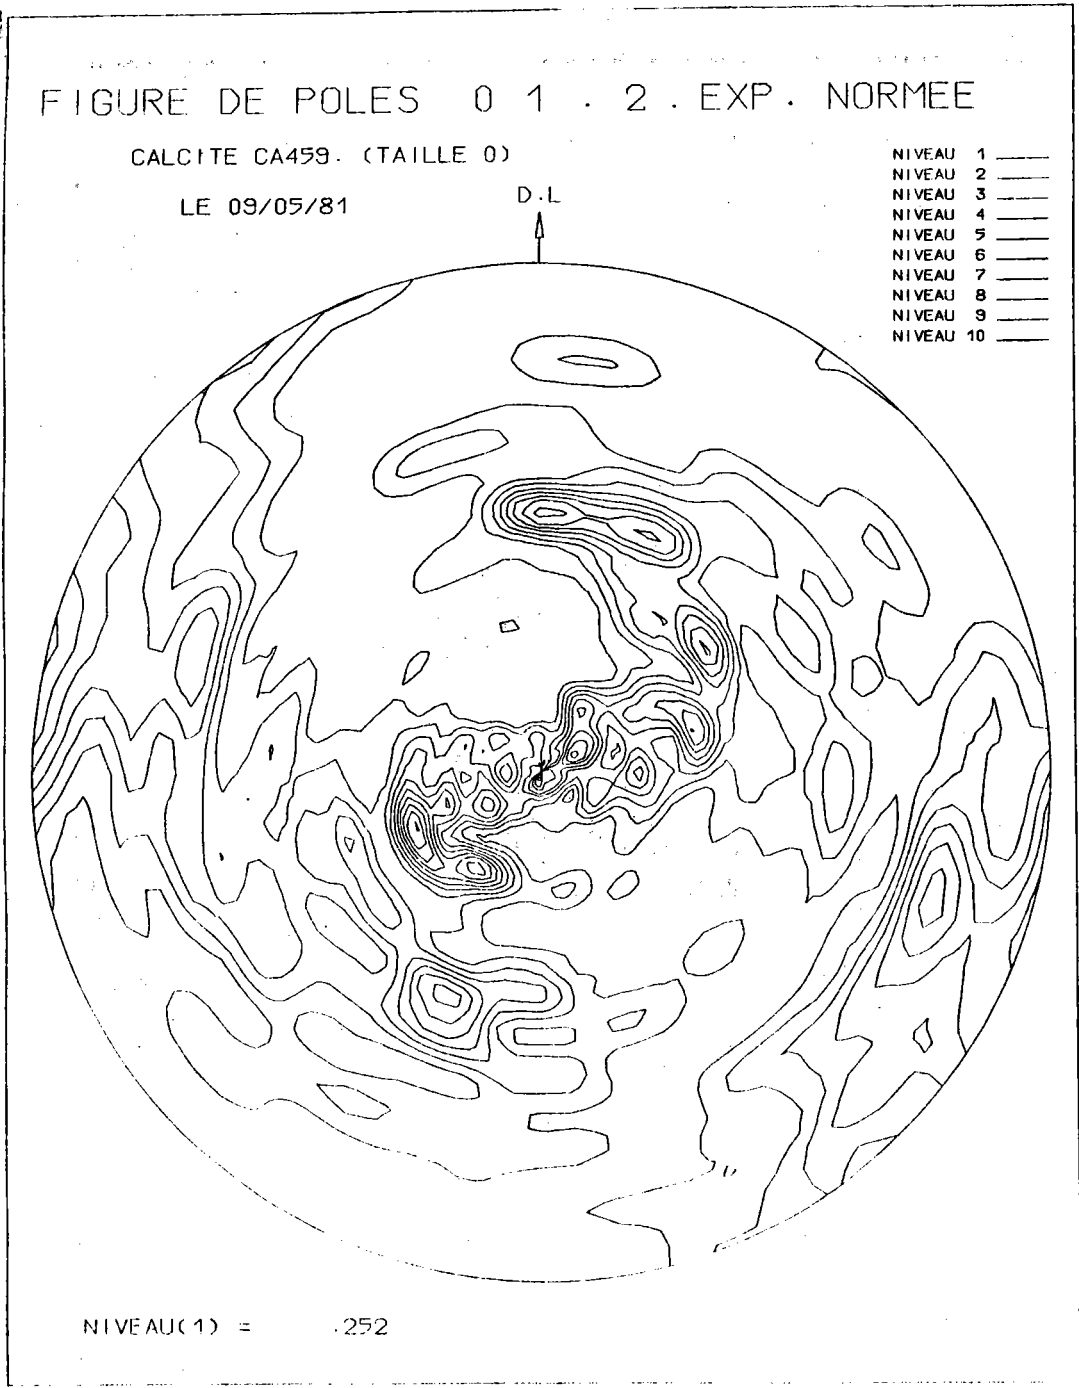 FIGURE DE POLES 0 1 . 2 . EXP. NORMEE
CALCITE CA459. (TAILLE 0)
LE 09/05/81
D.L
NIVEAU 1
NIVEAU 2
NIVEAU 3
NIVEAU 4
NIVEAU 5
NIVEAU 6
NIVEAU 7
NIVEAU 8
NIVEAU 9
NIVEAU 10
NIVEAU(1) = .252